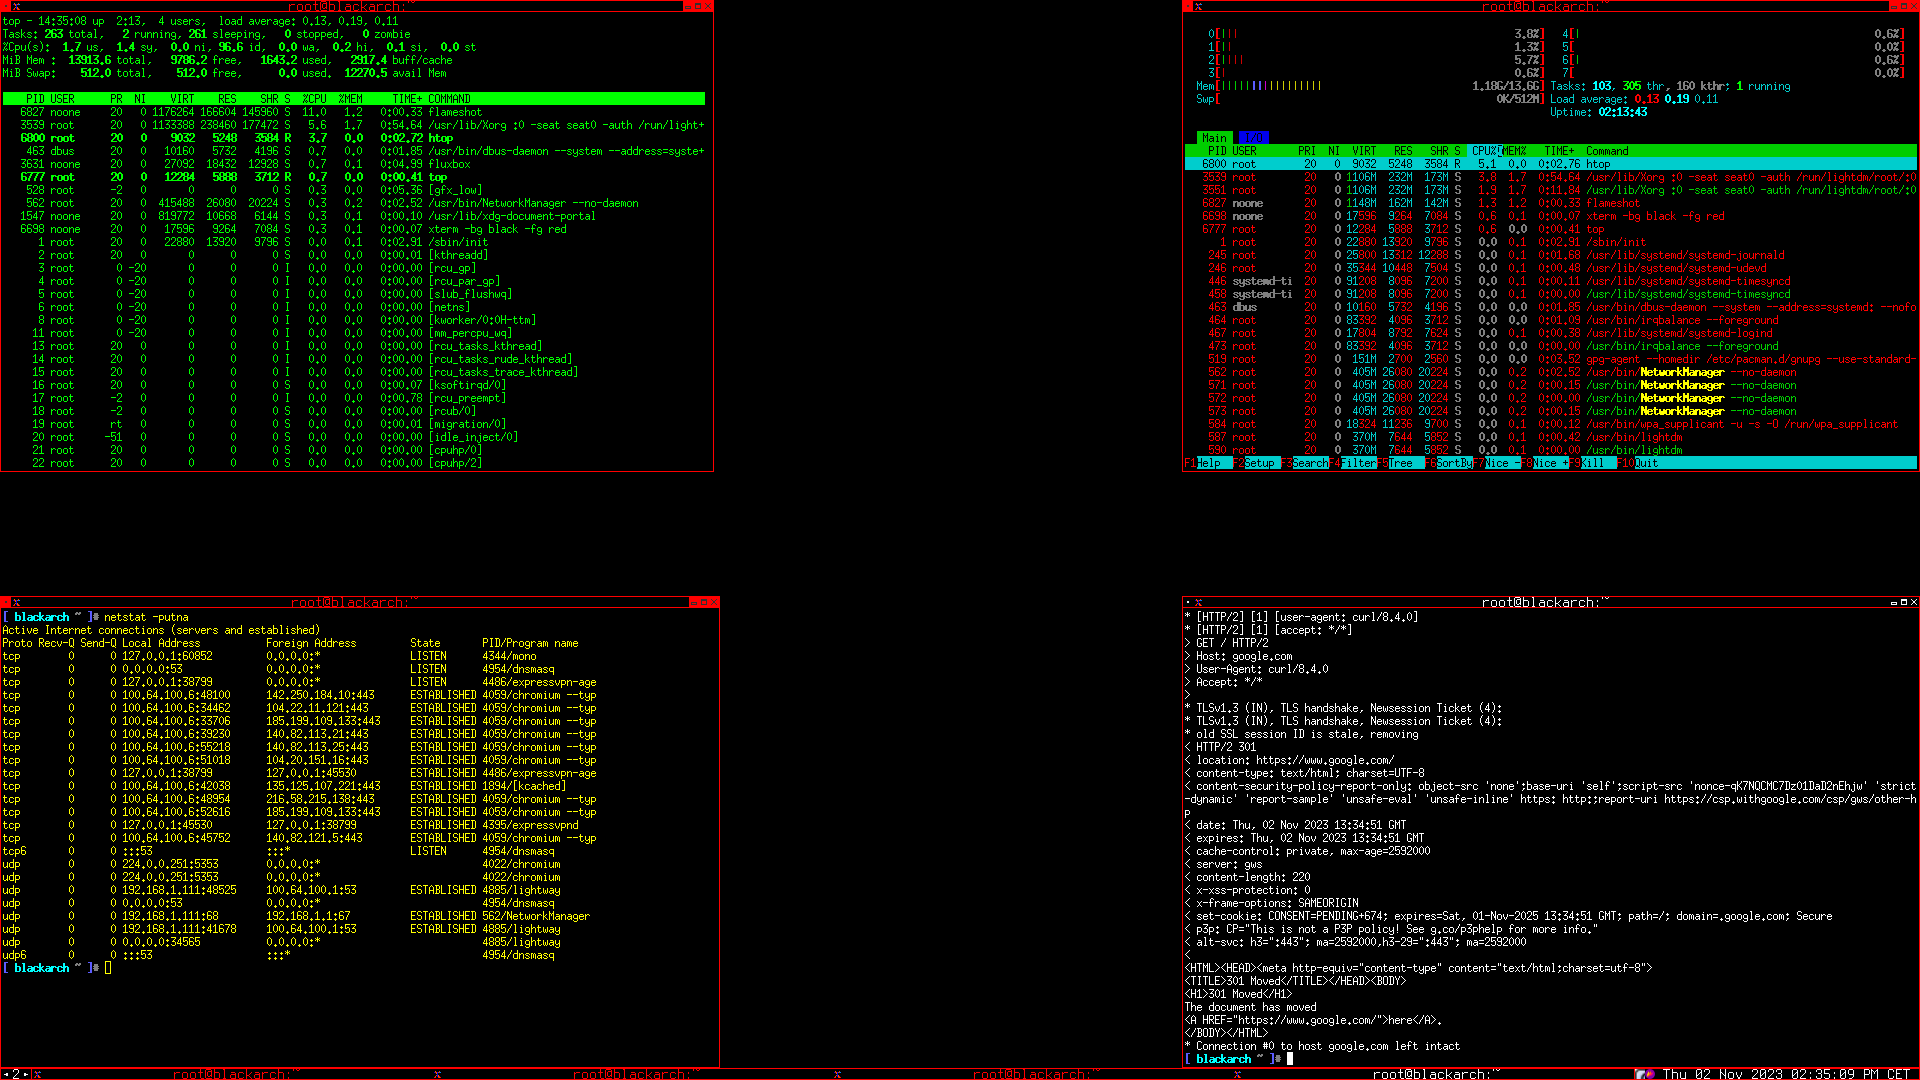 root@blackarch:~
top - 14:35:08 up  2:13,  4 users,  load average: 0.13, 0.19, 0.11
Tasks: 263 total,   2 running, 261 sleeping,   0 stopped,   0 zombie
%Cpu(s):  1.7 us,  1.4 sy,  0.0 ni, 96.6 id,  0.0 wa,  0.2 hi,  0.1 si,  0.0 st
MiB Mem :  13913.6 total,   9786.2 free,   1643.2 used,   2917.4 buff/cache
MiB Swap:    512.0 total,    512.0 free,      0.0 used.  12270.5 avail Mem
PID USER      PR  NI    VIRT    RES    SHR S  %CPU  %MEM     TIME+ COMMAND
6827 noone     20   0 1176264 166604 145960 S  11.0   1.2   0:00.33 flameshot
3539 root      20   0 1133388 238460 177472 S   5.6   1.7   0:54.64 /usr/lib/Xorg :0 -seat seat0 -auth /run/light+
6800 root      20   0    9032   5248   3584 R   3.7   0.0   0:02.72 htop
463 dbus      20   0   10160   5732   4196 S   0.7   0.0   0:01.85 /usr/bin/dbus-daemon --system --address=syste+
3631 noone     20   0   27092  18432  12928 S   0.7   0.1   0:04.99 fluxbox
6777 root      20   0   12284   5888   3712 R   0.7   0.0   0:00.41 top
528 root      -2   0       0      0      0 S   0.3   0.0   0:05.36 [gfx_low]
562 root      20   0  415488  26080  20224 S   0.3   0.2   0:02.52 /usr/bin/NetworkManager --no-daemon
1547 noone     20   0  819772  10668   6144 S   0.3   0.1   0:00.10 /usr/lib/xdg-document-portal
6698 noone     20   0   17596   9264   7084 S   0.3   0.1   0:00.07 xterm -bg black -fg red
1 root      20   0   22880  13920   9796 S   0.0   0.1   0:02.91 /sbin/init
2 root      20   0       0      0      0 S   0.0   0.0   0:00.01 [kthreadd]
3 root       0 -20       0      0      0 I   0.0   0.0   0:00.00 [rcu_gp]
4 root       0 -20       0      0      0 I   0.0   0.0   0:00.00 [rcu_par_gp]
5 root       0 -20       0      0      0 I   0.0   0.0   0:00.00 [slub_flushwq]
6 root       0 -20       0      0      0 I   0.0   0.0   0:00.00 [netns]
8 root       0 -20       0      0      0 I   0.0   0.0   0:00.00 [kworker/0:0H-ttm]
11 root       0 -20       0      0      0 I   0.0   0.0   0:00.00 [mm_percpu_wq]
13 root      20   0       0      0      0 I   0.0   0.0   0:00.00 [rcu_tasks_kthread]
14 root      20   0       0      0      0 I   0.0   0.0   0:00.00 [rcu_tasks_rude_kthread]
15 root      20   0       0      0      0 I   0.0   0.0   0:00.00 [rcu_tasks_trace_kthread]
16 root      20   0       0      0      0 S   0.0   0.0   0:00.07 [ksoftirqd/0]
17 root      -2   0       0      0      0 I   0.0   0.0   0:00.78 [rcu_preempt]
18 root      -2   0       0      0      0 S   0.0   0.0   0:00.00 [rcub/0]
19 root      rt   0       0      0      0 S   0.0   0.0   0:00.01 [migration/0]
20 root     -51   0       0      0      0 S   0.0   0.0   0:00.00 [idle_inject/0]
21 root      20   0       0      0      0 S   0.0   0.0   0:00.00 [cpuhp/0]
22 root      20   0       0      0      0 S   0.0   0.0   0:00.00 [cpuhp/2]
root@blackarch:~
0[||| 3.8%] 4[| 0.6%]
1[|| 1.3%] 5[ 0.0%]
2[|||| 5.7%] 6[| 0.6%]
3[| 0.6%] 7[ 0.0%]
Mem[||||||||||||||||| 1.18G/13.6G] Tasks: 103, 305 thr, 160 kthr; 1 running
Swp[ 0K/512M] Load average: 0.13 0.19 0.11
Uptime: 02:13:43
Main
PID USER PRI NI VIRT RES SHR S CPU% MEM% TIME+ Command
6800 root 20 0 9032 5248 3584 R 5.1 0.0 0:02.76 htop
3539 root 20 0 1106M 232M 173M S 3.8 1.7 0:54.64 /usr/lib/Xorg :0 -seat seat0 -auth /run/lightdm/root/:0
3551 root 20 0 1106M 232M 173M S 1.9 1.7 0:11.84 /usr/lib/Xorg :0 -seat seat0 -auth /run/lightdm/root/:0
6827 noone 20 0 1148M 162M 142M S 1.3 1.2 0:00.33 flameshot
6698 noone 20 0 17596 9264 7084 S 0.6 0.1 0:00.07 xterm -bg black -fg red
6777 root 20 0 12284 5888 3712 S 0.6 0.0 0:00.41 top
1 root 20 0 22880 13920 9796 S 0.0 0.1 0:02.91 /sbin/init
245 root 20 0 25800 13312 12288 S 0.0 0.1 0:01.68 /usr/lib/systemd/systemd-journald
246 root 20 0 35344 10448 7504 S 0.0 0.1 0:00.48 /usr/lib/systemd/systemd-udevd
446 systemd-ti 20 0 91208 8096 7200 S 0.0 0.1 0:00.11 /usr/lib/systemd/systemd-timesyncd
458 systemd-ti 20 0 91208 8096 7200 S 0.0 0.1 0:00.00 /usr/lib/systemd/systemd-timesyncd
463 dbus 20 0 10160 5732 4196 S 0.0 0.0 0:01.85 /usr/bin/dbus-daemon --system --address=systemd: --nofo
464 root 20 0 83392 4096 3712 S 0.0 0.0 0:01.09 /usr/bin/irqbalance --foreground
467 root 20 0 17804 8792 7624 S 0.0 0.1 0:00.38 /usr/lib/systemd/systemd-logind
473 root 20 0 83392 4096 3712 S 0.0 0.0 0:00.00 /usr/bin/irqbalance --foreground
519 root 20 0 151M 2700 2560 S 0.0 0.0 0:03.52 gpg-agent --homedir /etc/pacman.d/gnupg --use-standard-
562 root 20 0 405M 26080 20224 S 0.0 0.2 0:02.52 /usr/bin/NetworkManager --no-daemon
571 root 20 0 405M 26080 20224 S 0.0 0.2 0:00.15 /usr/bin/NetworkManager --no-daemon
572 root 20 0 405M 26080 20224 S 0.0 0.2 0:00.00 /usr/bin/NetworkManager --no-daemon
573 root 20 0 405M 26080 20224 S 0.0 0.2 0:00.15 /usr/bin/NetworkManager --no-daemon
584 root 20 0 18324 11236 9700 S 0.0 0.1 0:00.12 /usr/bin/wpa_supplicant -u -s -O /run/wpa_supplicant
587 root 20 0 370M 7644 5852 S 0.0 0.1 0:00.42 /usr/bin/lightdm
590 root 20 0 370M 7644 5852 S 0.0 0.1 0:00.00 /usr/bin/lightdm
F1Help F2Setup F3Search F4Filter F5Tree F6SortBy F7Nice - F8Nice + F9Kill F10Quit
root@blackarch:~
[ blackarch ~ ]# netstat -putna
Active Internet connections (servers and established)
Proto Recv-Q Send-Q Local Address           Foreign Address         State       PID/Program name
tcp        0      0 127.0.0.1:60852         0.0.0.0:*               LISTEN      4344/mono
tcp        0      0 0.0.0.0:53              0.0.0.0:*               LISTEN      4954/dnsmasq
tcp        0      0 127.0.0.1:38799         0.0.0.0:*               LISTEN      4486/expressvpn-age
tcp        0      0 100.64.100.6:48100      142.250.184.10:443      ESTABLISHED 4059/chromium --typ
tcp        0      0 100.64.100.6:34462      104.22.11.121:443       ESTABLISHED 4059/chromium --typ
tcp        0      0 100.64.100.6:33706      185.199.109.133:443     ESTABLISHED 4059/chromium --typ
tcp        0      0 100.64.100.6:39230      140.82.113.21:443       ESTABLISHED 4059/chromium --typ
tcp        0      0 100.64.100.6:55218      140.82.113.25:443       ESTABLISHED 4059/chromium --typ
tcp        0      0 100.64.100.6:51018      104.20.151.16:443       ESTABLISHED 4059/chromium --typ
tcp        0      0 127.0.0.1:38799         127.0.0.1:45530         ESTABLISHED 4486/expressvpn-age
tcp        0      0 100.64.100.6:42038      135.125.107.221:443     ESTABLISHED 1894/[kcached]
tcp        0      0 100.64.100.6:48954      216.58.215.138:443      ESTABLISHED 4059/chromium --typ
tcp        0      0 100.64.100.6:52616      185.199.109.133:443     ESTABLISHED 4059/chromium --typ
tcp        0      0 127.0.0.1:45530         127.0.0.1:38799         ESTABLISHED 4395/expressvpnd
tcp        0      0 100.64.100.6:45752      140.82.121.5:443        ESTABLISHED 4059/chromium --typ
tcp6       0      0 :::53                   :::*                    LISTEN      4954/dnsmasq
udp        0      0 224.0.0.251:5353        0.0.0.0:*                           4022/chromium
udp        0      0 224.0.0.251:5353        0.0.0.0:*                           4022/chromium
udp        0      0 192.168.1.111:48525     100.64.100.1:53         ESTABLISHED 4885/lightway
udp        0      0 0.0.0.0:53              0.0.0.0:*                           4954/dnsmasq
udp        0      0 192.168.1.111:68        192.168.1.1:67          ESTABLISHED 562/NetworkManager
udp        0      0 192.168.1.111:41678     100.64.100.1:53         ESTABLISHED 4885/lightway
udp        0      0 0.0.0.0:34565           0.0.0.0:*                           4885/lightway
udp6       0      0 :::53                   :::*                                4954/dnsmasq
[ blackarch ~ ]#
root@blackarch:~
* [HTTP/2] [1] [user-agent: curl/8.4.0]
* [HTTP/2] [1] [accept: */*]
> GET / HTTP/2
> Host: google.com
> User-Agent: curl/8.4.0
> Accept: */*
>
* TLSv1.3 (IN), TLS handshake, Newsession Ticket (4):
* TLSv1.3 (IN), TLS handshake, Newsession Ticket (4):
* old SSL session ID is stale, removing
< HTTP/2 301
< location: https://www.google.com/
< content-type: text/html; charset=UTF-8
< content-security-policy-report-only: object-src 'none';base-uri 'self';script-src 'nonce-qK7NQCMC7DzO1DaD2nEhjw' 'strict
-dynamic' 'report-sample' 'unsafe-eval' 'unsafe-inline' https: http:;report-uri https://csp.withgoogle.com/csp/gws/other-h
p
< date: Thu, 02 Nov 2023 13:34:51 GMT
< expires: Thu, 02 Nov 2023 13:34:51 GMT
< cache-control: private, max-age=2592000
< server: gws
< content-length: 220
< x-xss-protection: 0
< x-frame-options: SAMEORIGIN
< set-cookie: CONSENT=PENDING+674; expires=Sat, 01-Nov-2025 13:34:51 GMT; path=/; domain=.google.com; Secure
< p3p: CP="This is not a P3P policy! See g.co/p3phelp for more info."
< alt-svc: h3=":443"; ma=2592000,h3-29=":443"; ma=2592000
<
<HTML><HEAD><meta http-equiv="content-type" content="text/html;charset=utf-8">
<TITLE>301 Moved</TITLE></HEAD><BODY>
<H1>301 Moved</H1>
The document has moved
<A HREF="https://www.google.com/">here</A>.
</BODY></HTML>
* Connection #0 to host google.com left intact
[ blackarch ~ ]#
2 root@blackarch:~ root@blackarch:~ root@blackarch:~ root@blackarch:~ Thu 02 Nov 2023 02:35:09 PM CET